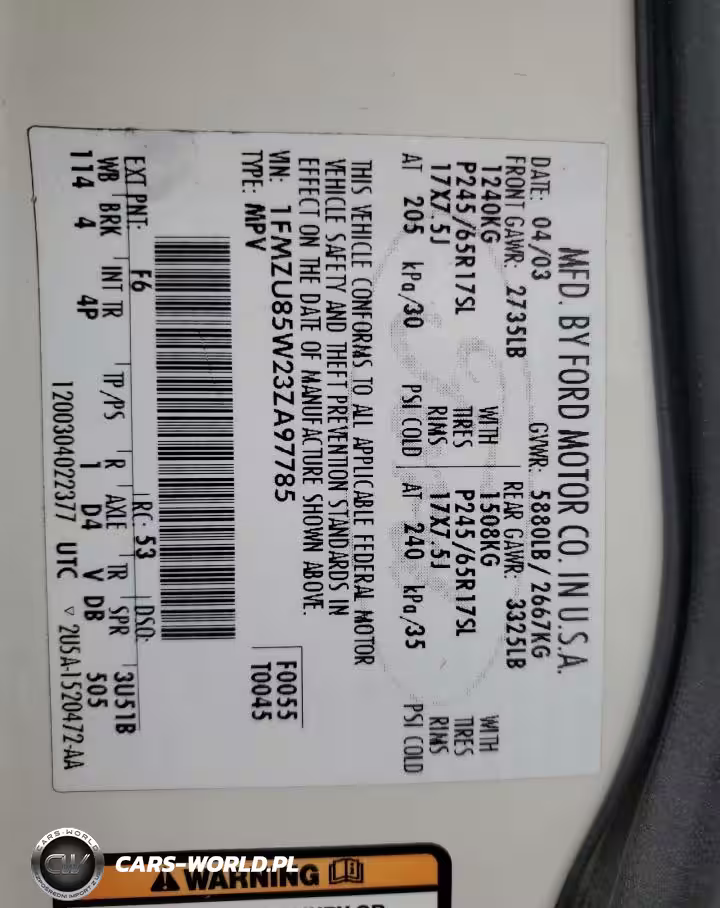 MFD. BY FORD MOTOR CO. IN U.S.A.
DATE: 04/03 GVWR: 5880LB/2667KG
FRONT GAWR: 2735LB REAR GAWR: 3325LB
1240KG WITH 1508KG WITH
P245/65R17SL TIRES P245/65R17SL TIRES
17X7.5J RIMS 17X7.5J RIMS
AT 205 kPa/30 PSI COLD AT 240 kPa/35 PSI COLD
THIS VEHICLE CONFORMS TO ALL APPLICABLE FEDERAL MOTOR
VEHICLE SAFETY AND THEFT PREVENTION STANDARDS IN
EFFECT ON THE DATE OF MANUFACTURE SHOWN ABOVE.
VIN: 1FMZU85W23ZA97785 F0055
TYPE: MPV T0045
EXT PNT: F6 RC: 53 DSO:
WB BRK INT TR TP/PS R AXLE TR SPR 3U51B
114 4 4P 1 D4 V DB 505
1200304022377 UTC ▽ 2U5A-1520472-AA
WARNING
CARS-WORLD.PL
CARS-WORLD
CW